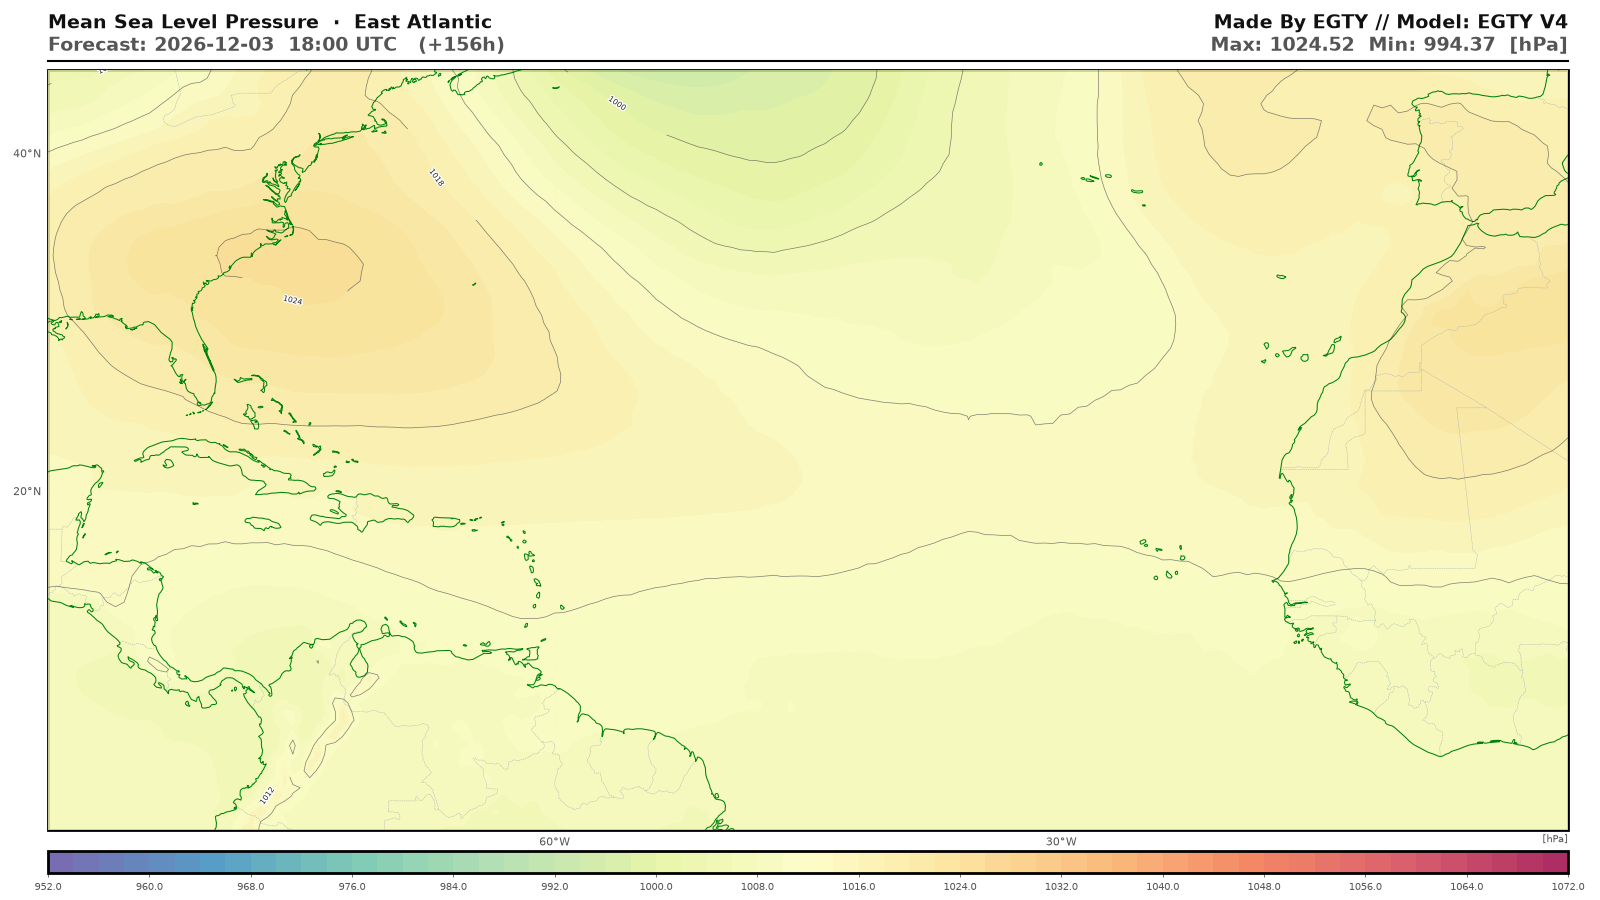 Mean Sea Level Pressure · East Atlantic
Made By EGTY // Model: EGTY V4
Forecast: 2026-12-03 18:00 UTC (+156h)
Max: 1024.52 Min: 994.37 [hPa]
1000
40°N
1018
1024
20°N
1012
60°W
30°W
[hPa]
952.0
960.0
968.0
976.0
984.0
992.0
1000.0
1008.0
1016.0
1024.0
1032.0
1040.0
1048.0
1056.0
1064.0
1072.0